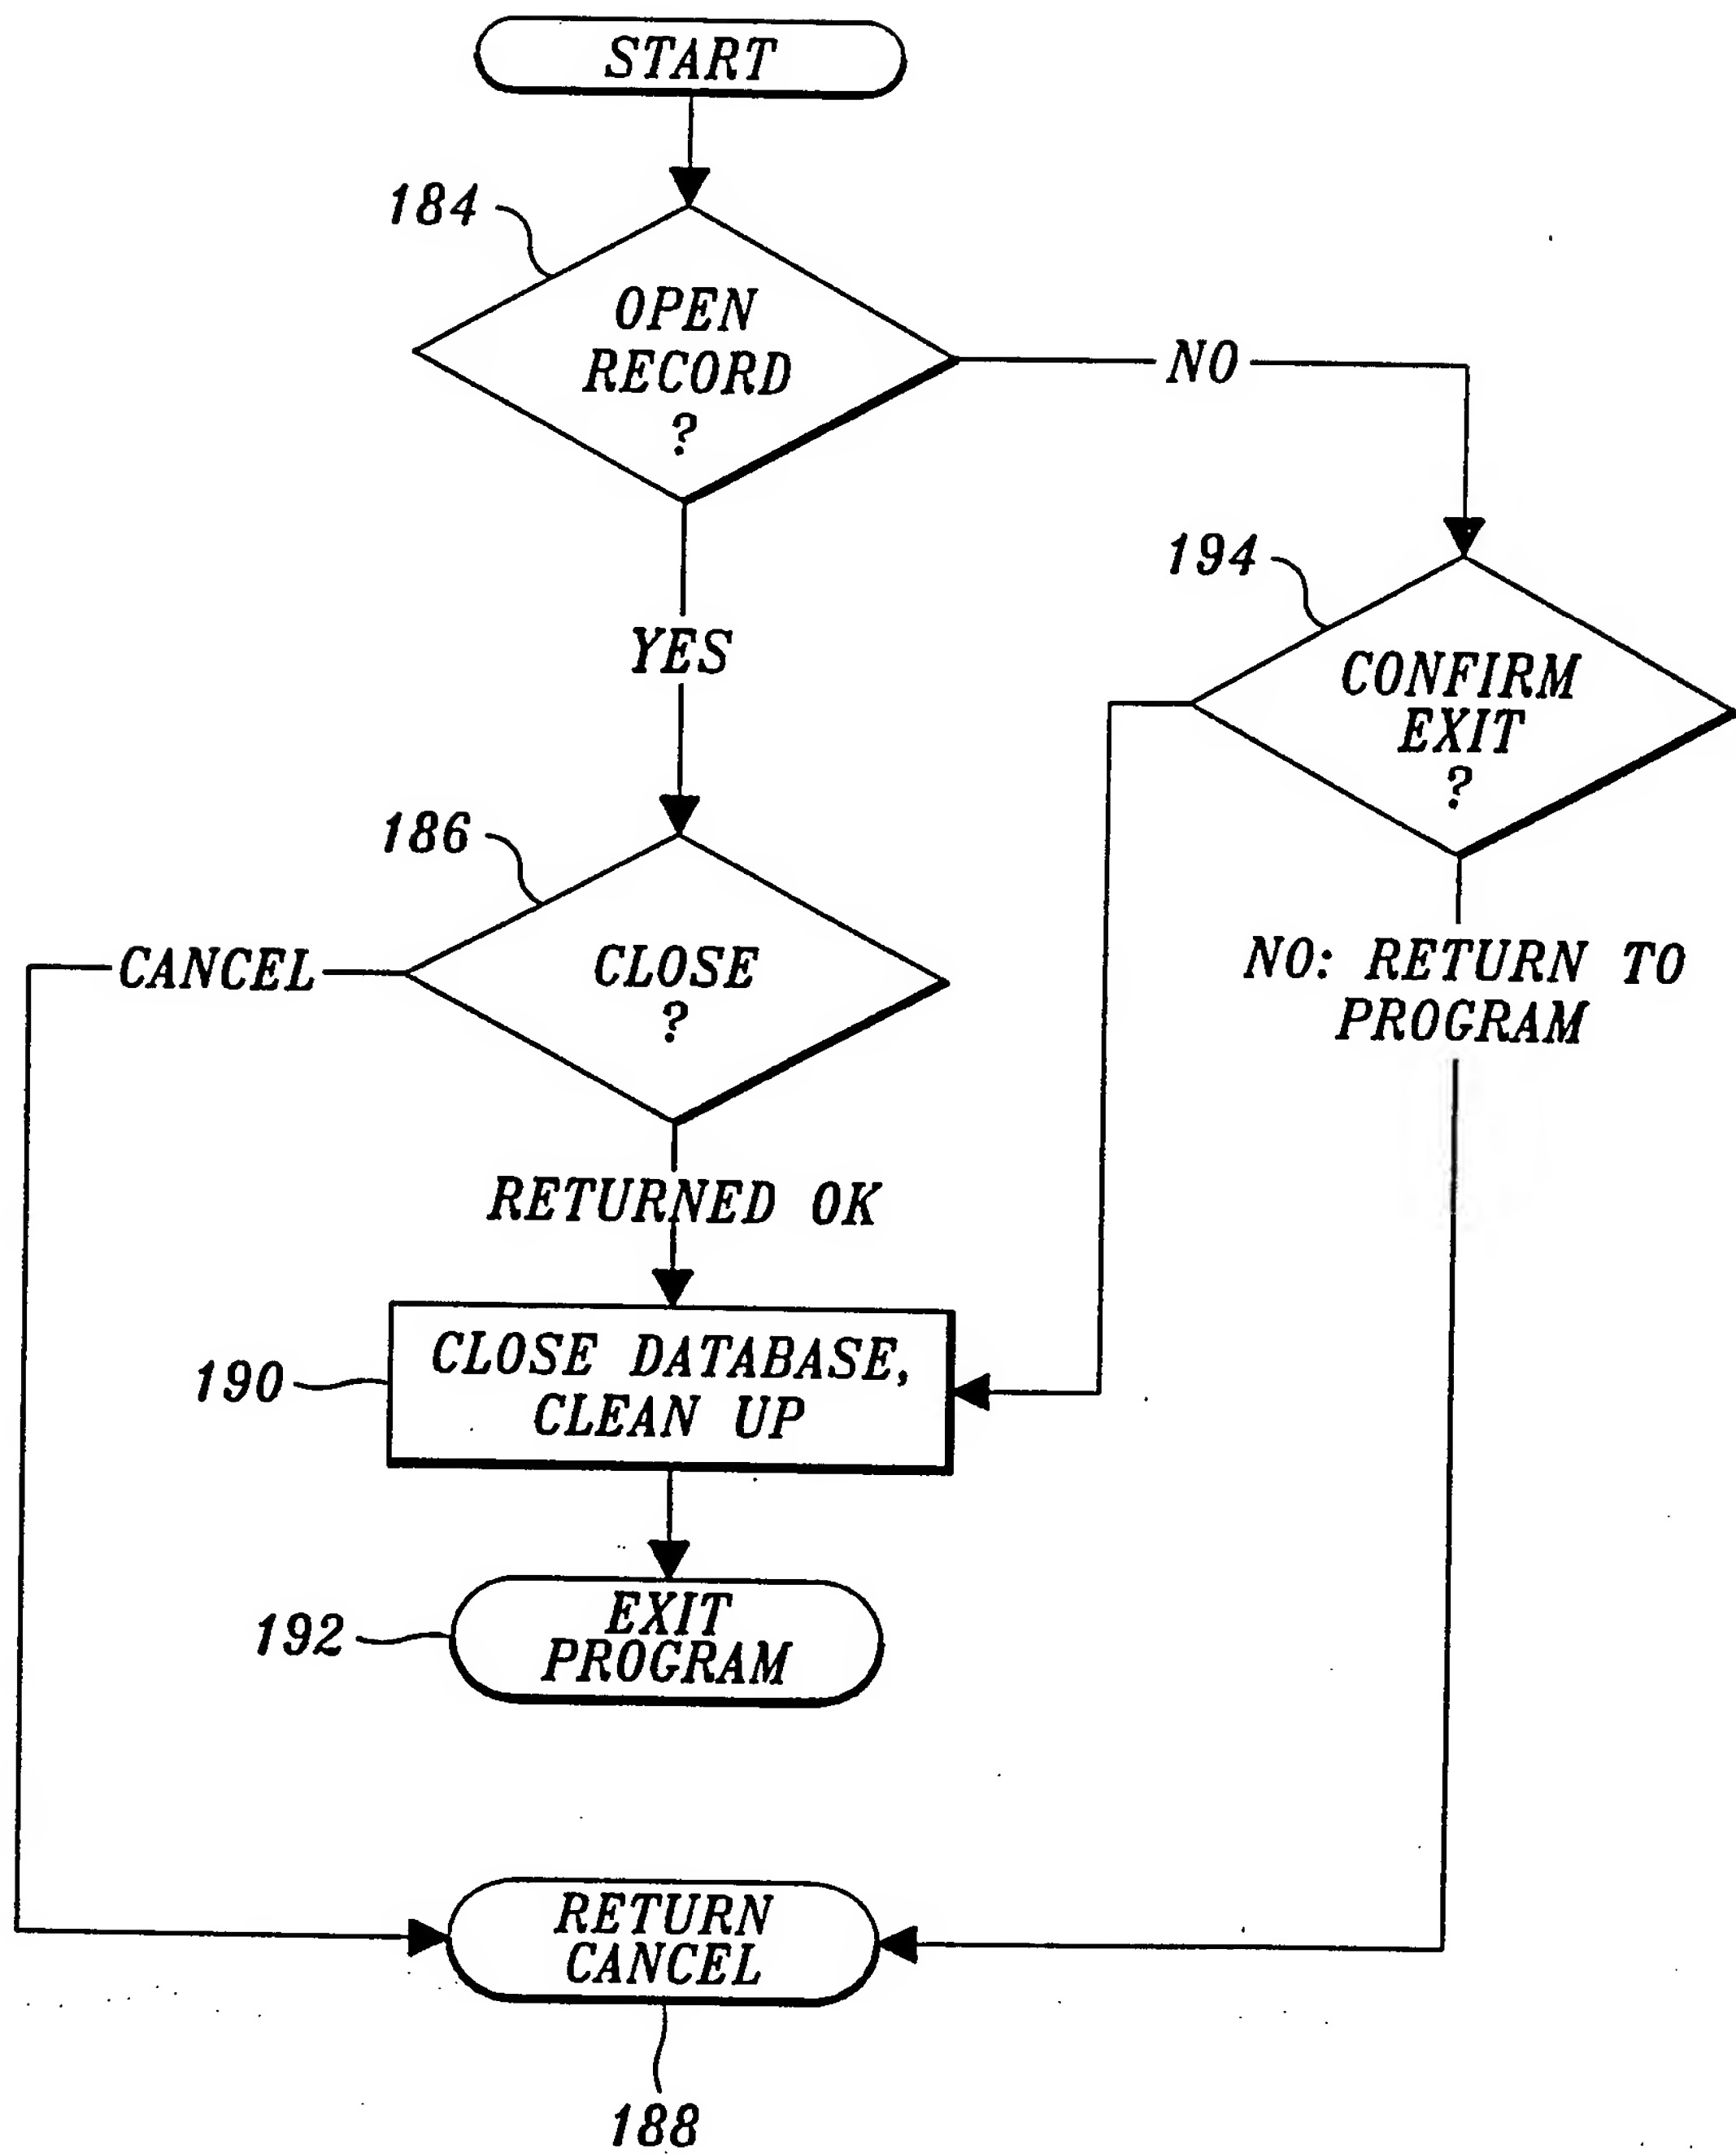 START
184
OPEN
RECORD
?
NO
194
YES
CONFIRM
EXIT
?
186
CANCEL
CLOSE
?
NO: RETURN TO
PROGRAM
RETURNED OK
190
CLOSE DATABASE,
CLEAN UP
192
EXIT
PROGRAM
RETURN
CANCEL
188